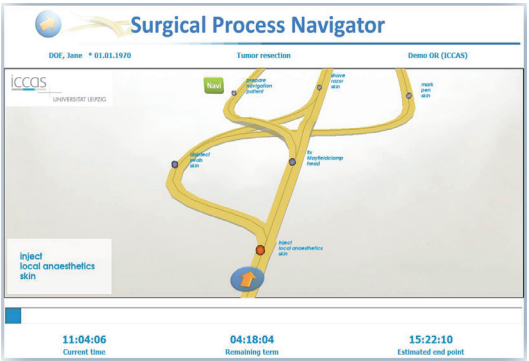 Surgical Process Navigator
DOE, Jane * 01.01.1970
Tumor resection
Demo OR (ICCAS)
iccas
UNIVERSITÄT LEIPZIG
Navi
prepare
navigation
patient
shave
razor
skin
mark
pen
skin
disinfect
swab
skin
fix
Mayfieldclamp
head
inject
local anaesthetics
skin
inject
local anaesthetics
skin
11:04:06
Current time
04:18:04
Remaining term
15:22:10
Estimated end point